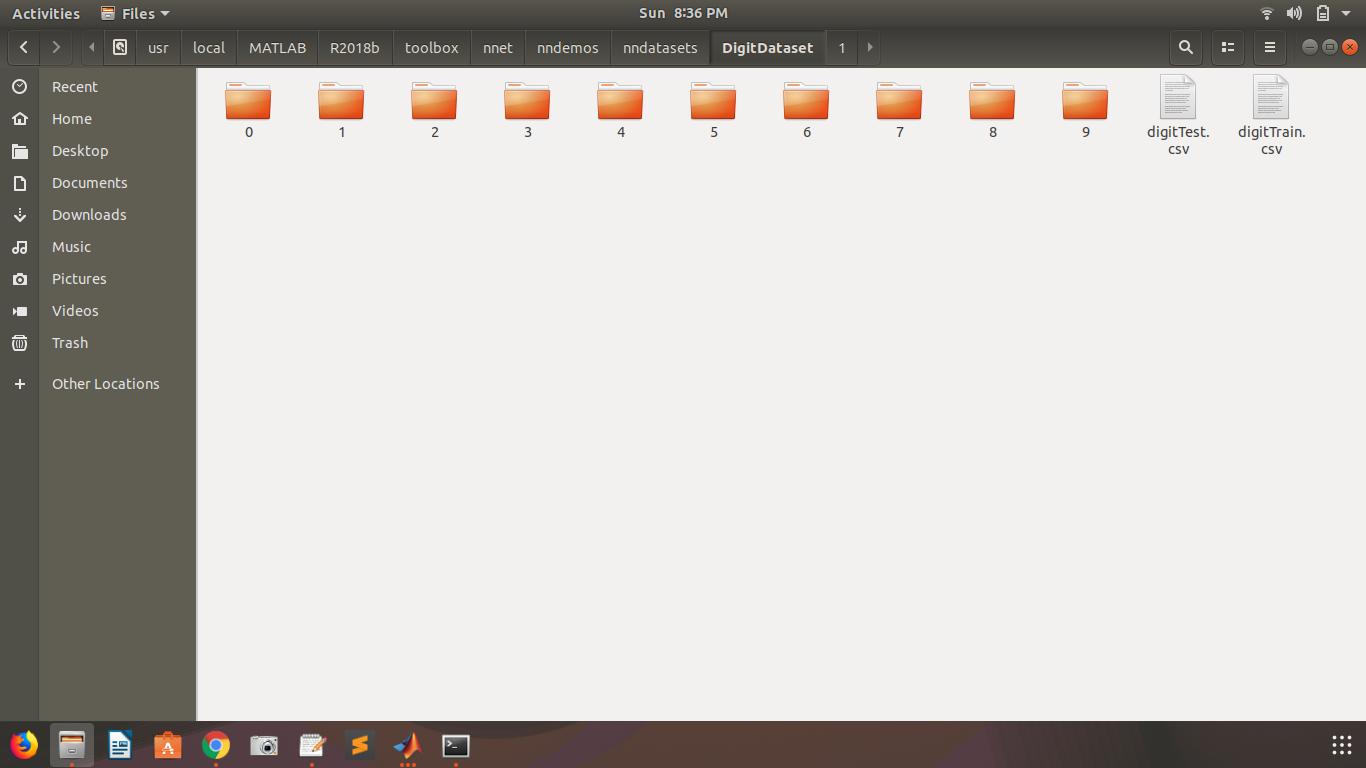 Activities Files Sun 8:36 PM
usr local MATLAB R2018b toolbox nnet nndemos nndatasets DigitDataset 1
Recent
Home
Desktop
Documents
Downloads
Music
Pictures
Videos
Trash
Other Locations
0 1 2 3 4 5 6 7 8 9 digitTest. digitTrain.
csv csv